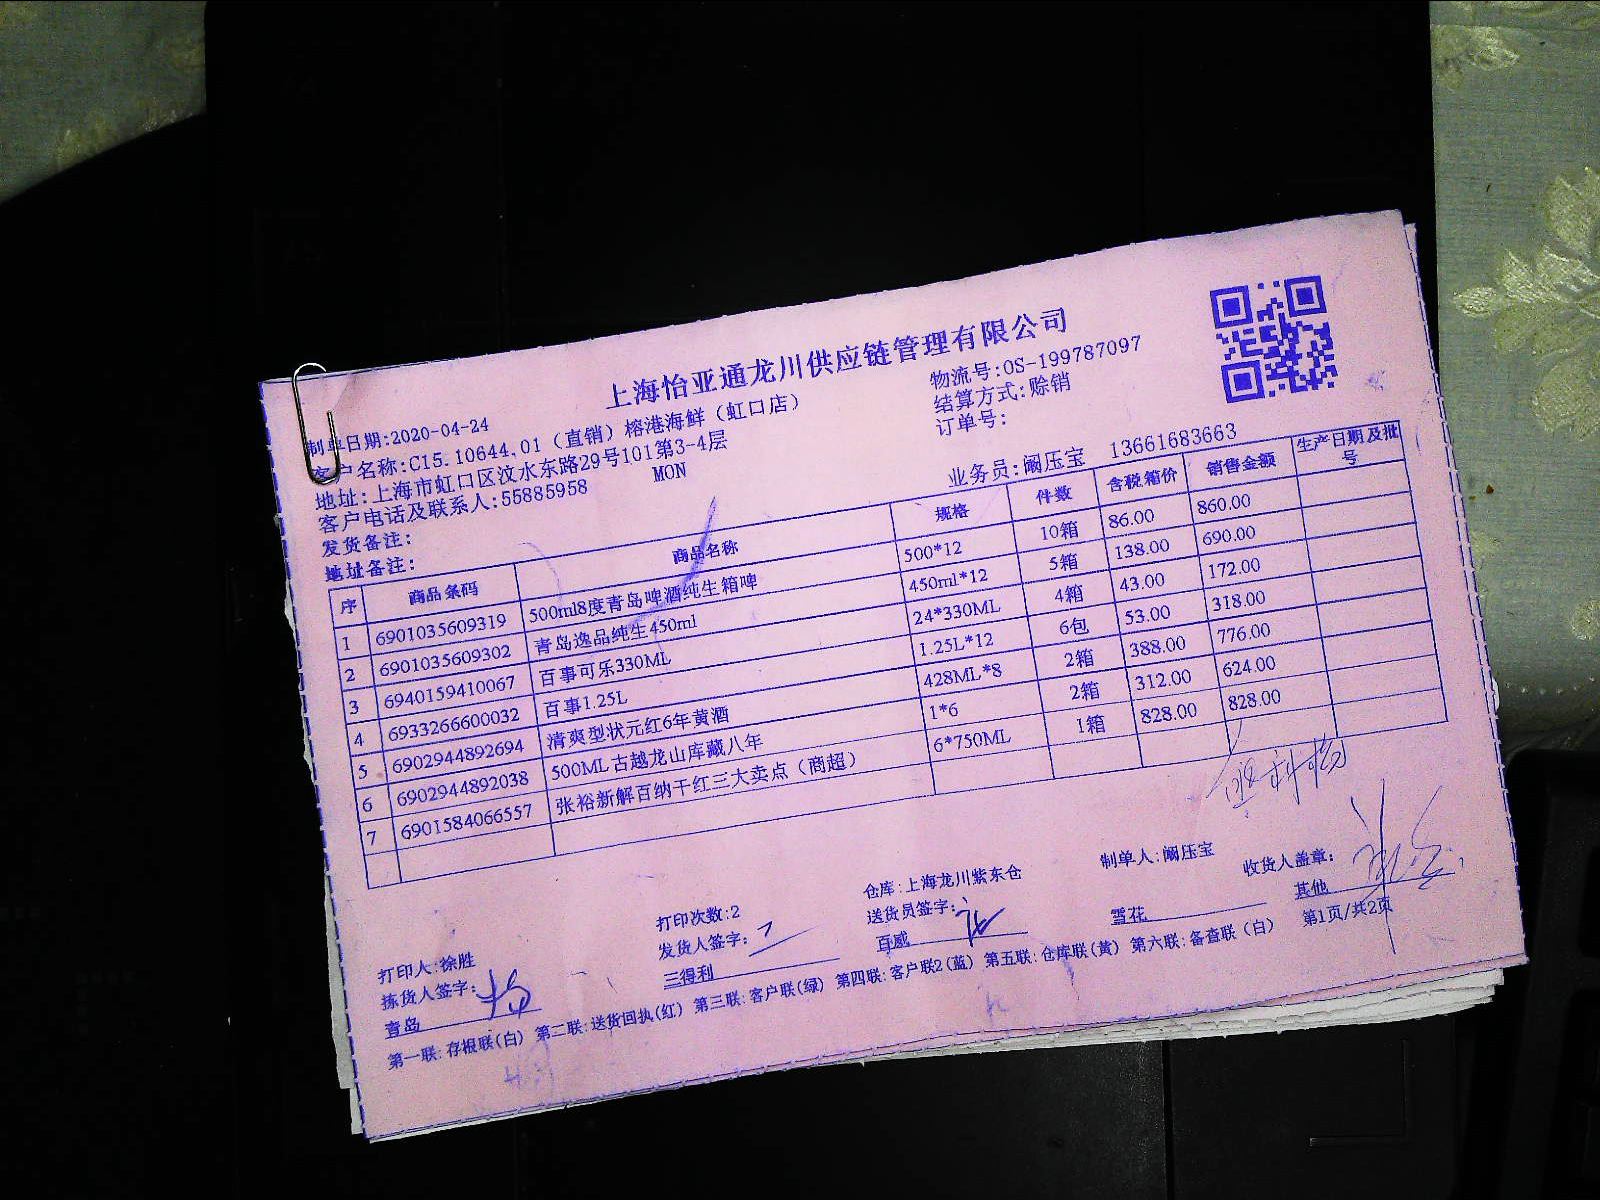 上海怡亚通龙川供应链管理有限公司
制单日期:2020-04-24
物流号:OS-199787097
客户名称:C15.10644.01（直销）榕港海鲜（虹口店）
结算方式:赊销
地址:上海市虹口区汶水东路29号101第3-4层
订单号:
客户电话及联系人:55885958 MON
业务员:阚压宝 13661683663
发货备注:
地址备注:
序 商品条码 商品名称 规格 件数 含税箱价 销售金额 生产日期及批号
1 6901035609319 500ml8度青岛啤酒纯生箱啤 500*12 10箱 86.00 860.00
2 6901035609302 青岛逸品纯生450ml 450ml*12 5箱 138.00 690.00
3 6940159410067 百事可乐330ML 24*330ML 4箱 43.00 172.00
4 6933266600032 百事1.25L 1.25L*12 6包 53.00 318.00
5 6902944892694 清爽型状元红6年黄酒 428ML*8 2箱 388.00 776.00
6 6902944892038 500ML古越龙山库藏八年 1*6 2箱 312.00 624.00
7 6901584066557 张裕新解百纳干红三大卖点（商超） 6*750ML 1箱 828.00 828.00
打印人:徐胜 打印次数:2 仓库:上海龙川紫东仓 制单人:阚压宝 收货人盖章:
拣货人签字: 发货人签字: 送货员签字:
青岛 三得利 百威 雪花 其他
第一联:存根联(白) 第二联:送货回执(红) 第三联:客户联(绿) 第四联:客户联2(蓝) 第五联:仓库联(黄) 第六联:备查联(白) 第1页/共2页